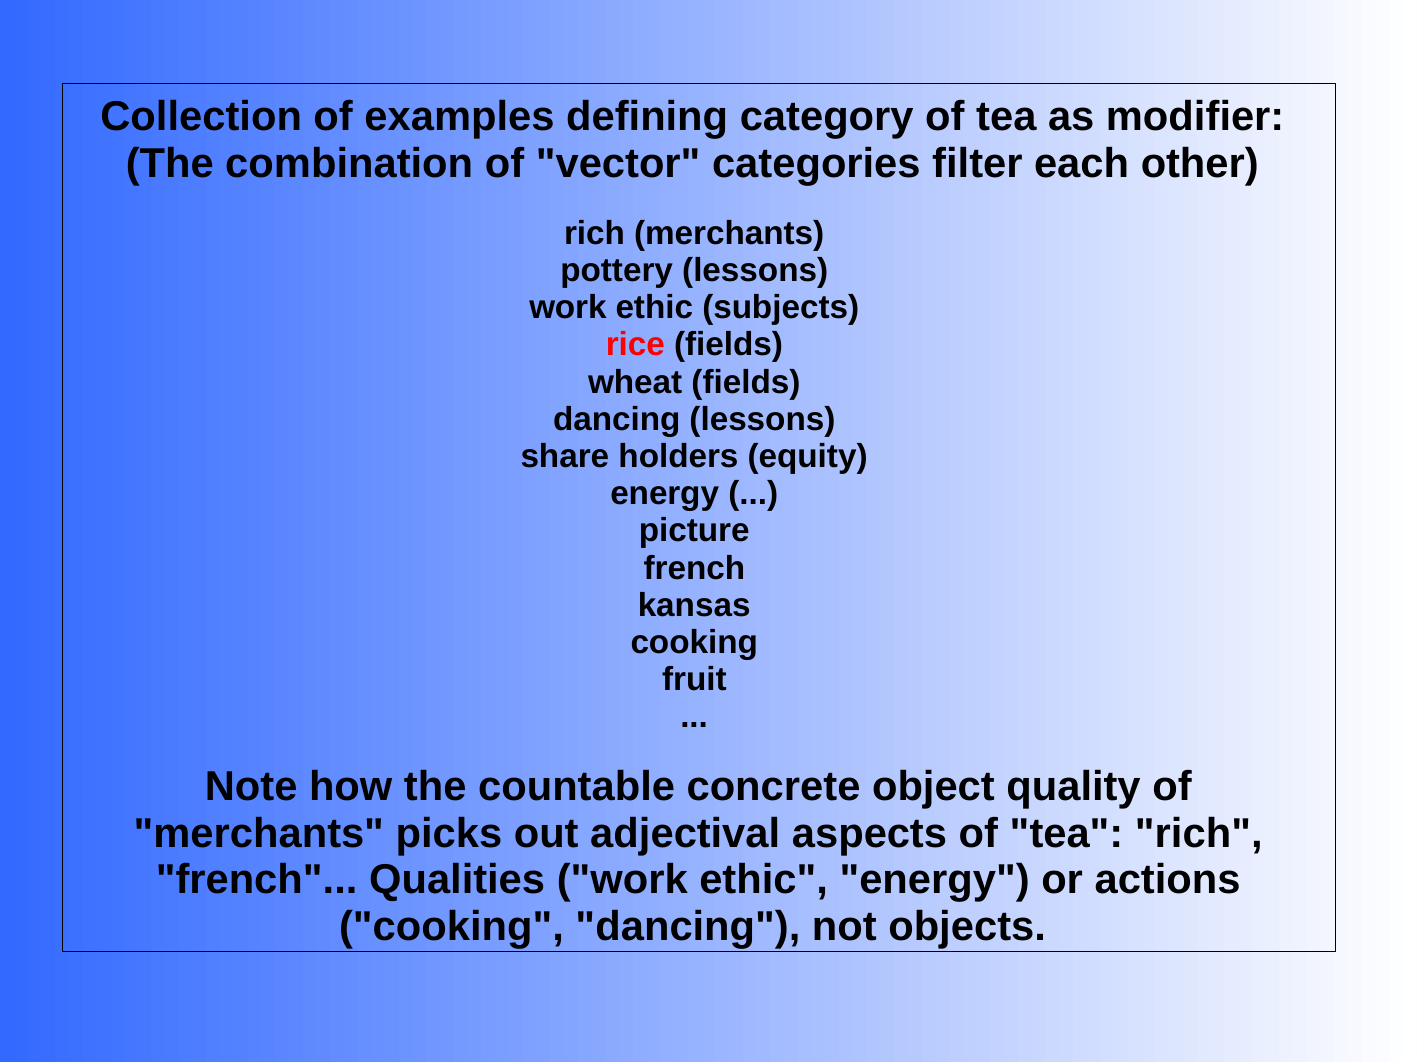 Collection of examples defining category of tea as modifier:
(The combination of "vector" categories filter each other)
rich (merchants)
pottery (lessons)
work ethic (subjects)
rice (fields)
wheat (fields)
dancing (lessons)
share holders (equity)
energy (...)
picture
french
kansas
cooking
fruit
...
Note how the countable concrete object quality of
"merchants" picks out adjectival aspects of "tea": "rich",
"french"... Qualities ("work ethic", "energy") or actions
("cooking", "dancing"), not objects.